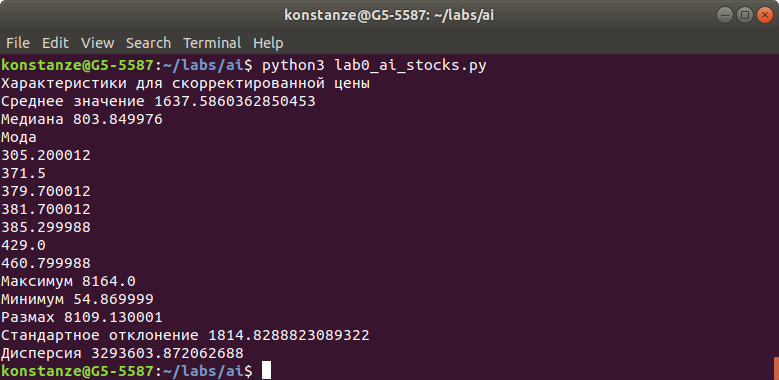 konstanze@G5-5587: ~/labs/ai
File Edit View Search Terminal Help
konstanze@G5-5587:~/labs/ai$ python3 lab0_ai_stocks.py
Характеристики для скорректированной цены
Среднее значение 1637.5860362850453
Медиана 803.849976
Мода
305.200012
371.5
379.700012
381.700012
385.299988
429.0
460.799988
Максимум 8164.0
Минимум 54.869999
Размах 8109.130001
Стандартное отклонение 1814.8288823089322
Дисперсия 3293603.872062688
konstanze@G5-5587:~/labs/ai$